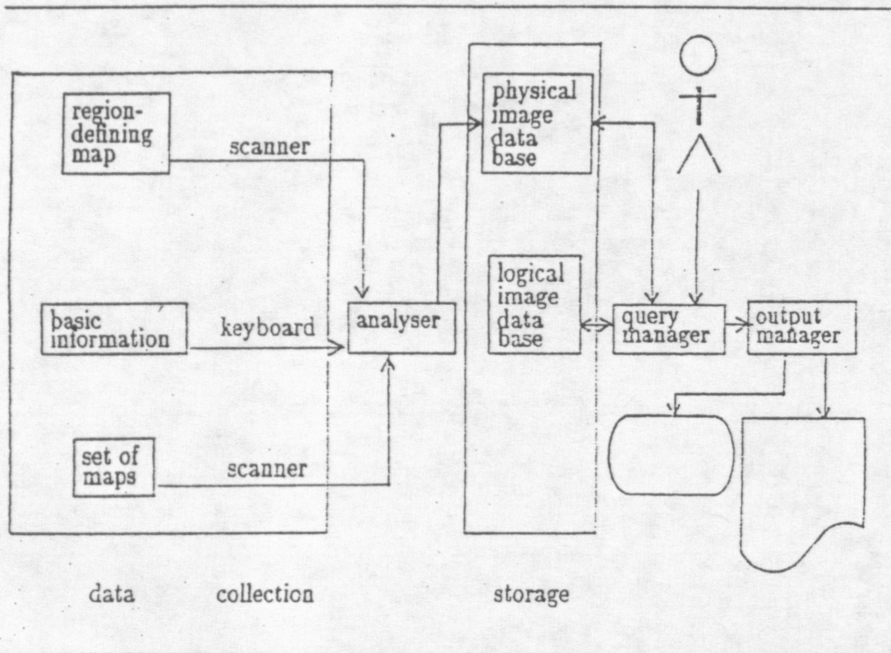 region-
defining
map
scanner
physical
image
data
base
basic
information
keyboard
analyser
logical
image
data
base
query
manager
output
manager
set of
maps
scanner
data collection storage